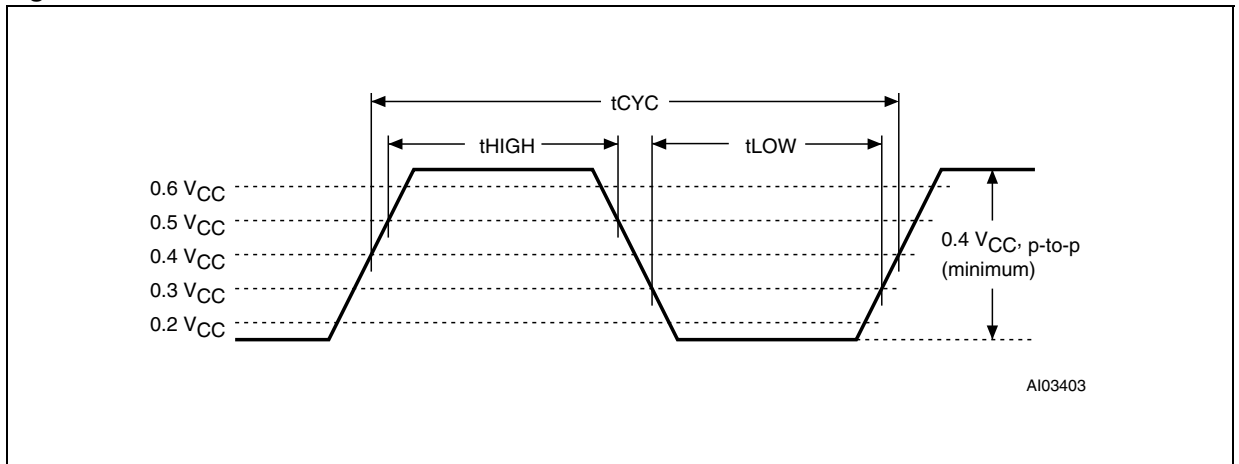 tCYC
tHIGH
tLOW
0.6 VCC
0.5 VCC
0.4 VCC
0.3 VCC
0.2 VCC
0.4 VCC, p-to-p
(minimum)
AI03403